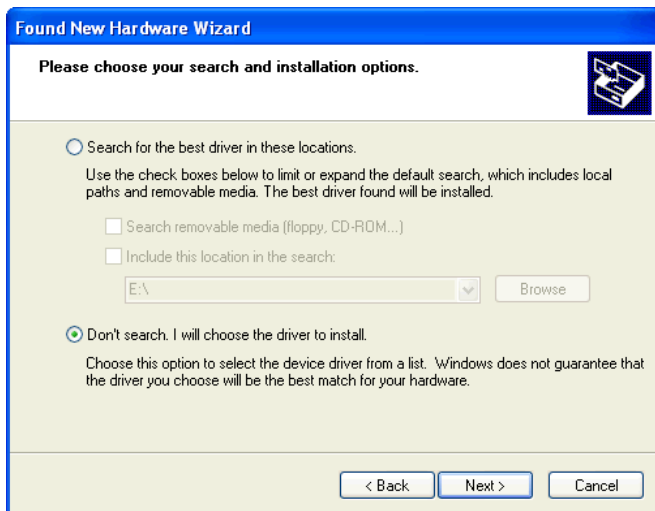 Found New Hardware Wizard
Please choose your search and installation options.
Search for the best driver in these locations.
Use the check boxes below to limit or expand the default search, which includes local
paths and removable media. The best driver found will be installed.
Search removable media (floppy, CD-ROM...)
Include this location in the search:
E:\
Browse
Don't search. I will choose the driver to install.
Choose this option to select the device driver from a list. Windows does not guarantee that
the driver you choose will be the best match for your hardware.
< Back Next > Cancel